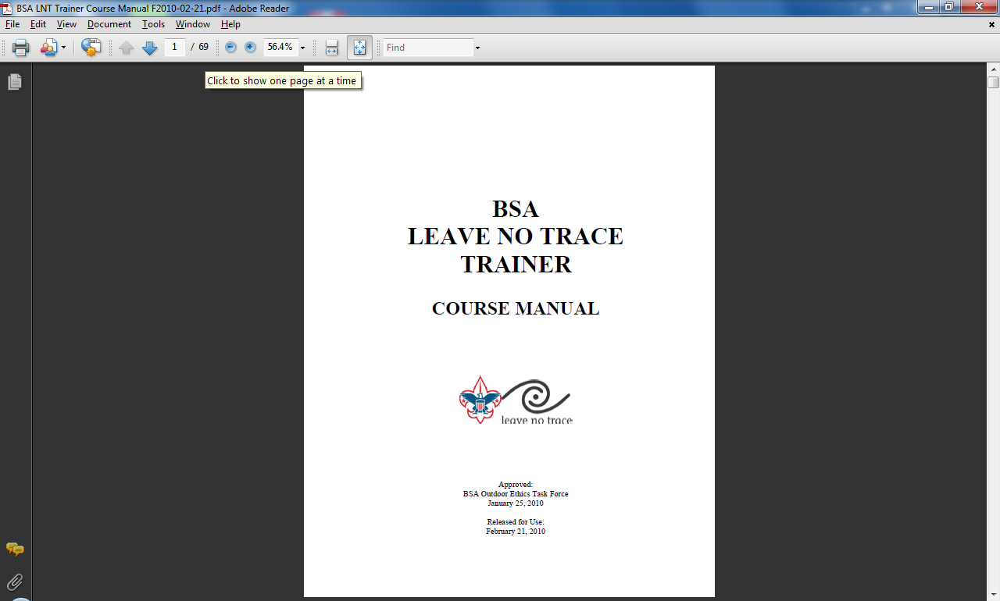 BSA LNT Trainer Course Manual F2010-02-21.pdf - Adobe Reader
File Edit View Document Tools Window Help
1 / 69 56.4% Find
Click to show one page at a time
BSA
LEAVE NO TRACE
TRAINER
COURSE MANUAL
leave no trace
Approved:
BSA Outdoor Ethics Task Force
January 25, 2010
Released for Use:
February 21, 2010